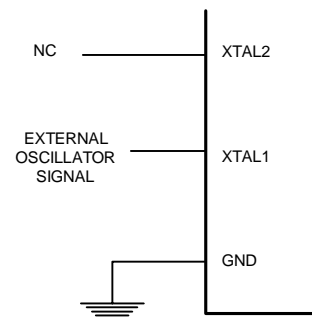 NC
XTAL2
EXTERNAL
OSCILLATOR
SIGNAL
XTAL1
GND